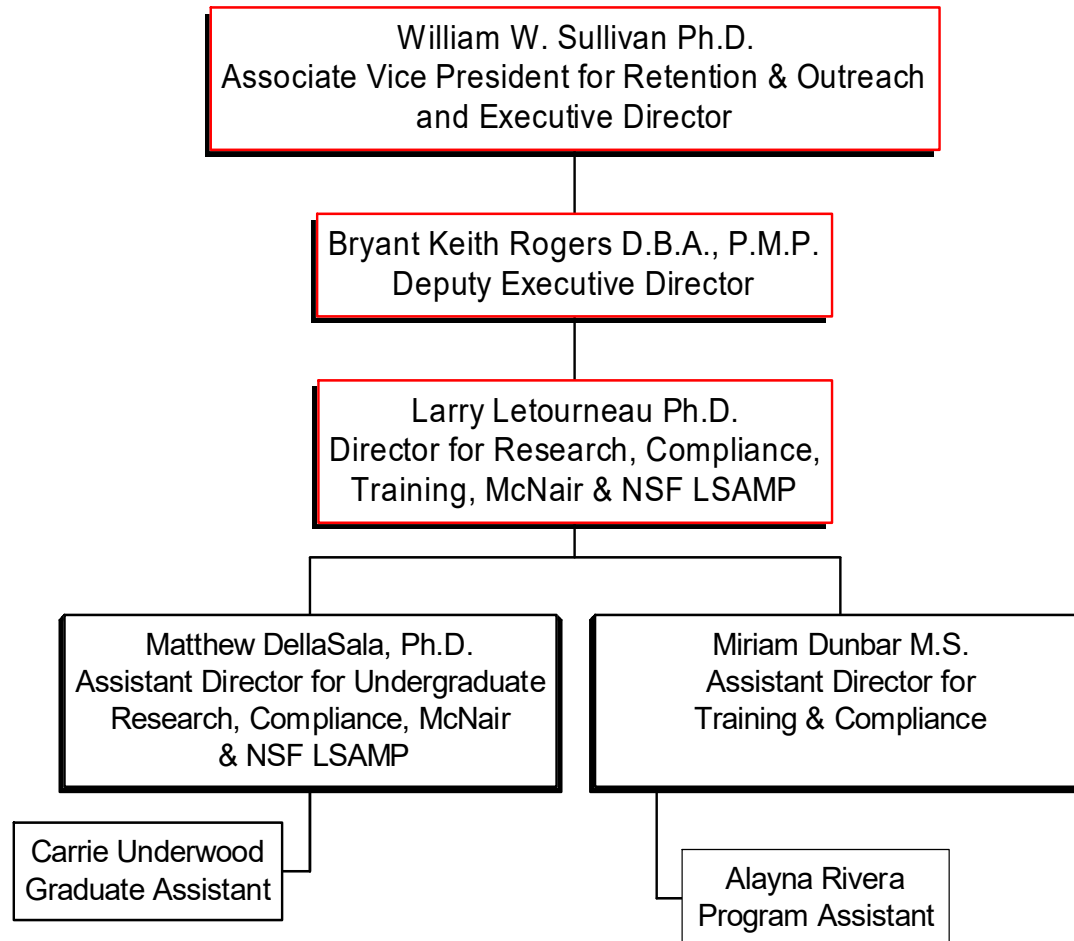 William W. Sullivan Ph.D.
Associate Vice President for Retention & Outreach
and Executive Director
Bryant Keith Rogers D.B.A., P.M.P.
Deputy Executive Director
Larry Letourneau Ph.D.
Director for Research, Compliance,
Training, McNair & NSF LSAMP
Matthew DellaSala, Ph.D.
Assistant Director for Undergraduate
Research, Compliance, McNair
& NSF LSAMP
Miriam Dunbar M.S.
Assistant Director for
Training & Compliance
Carrie Underwood
Graduate Assistant
Alayna Rivera
Program Assistant